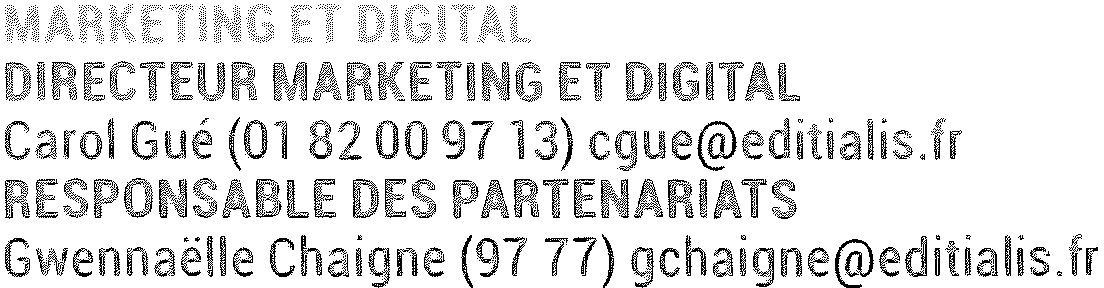 MARKETING ET DIGITAL
DIRECTEUR MARKETING ET DIGITAL
Carol Gué (01 82 00 97 13) cgue@editialis.fr
RESPONSABLE DES PARTENARIATS
Gwennaëlle Chaigne (97 77) gchaigne@editialis.fr